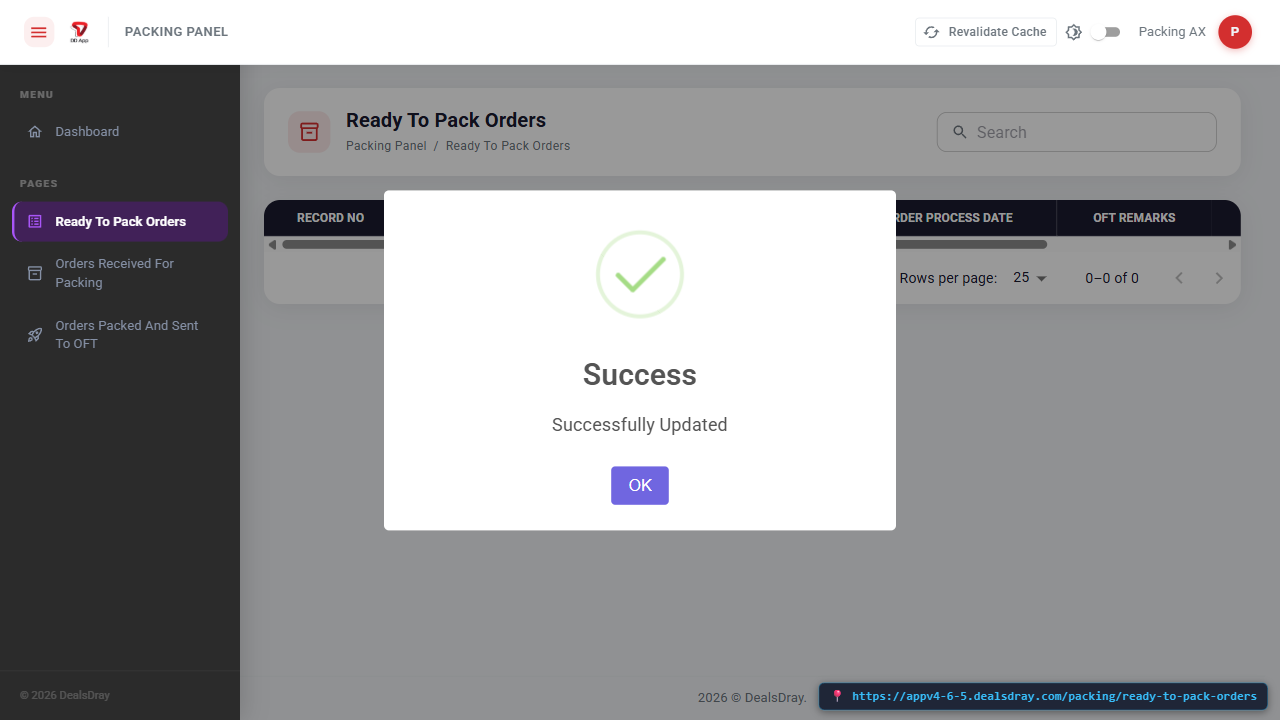 DD App
PACKING PANEL
Revalidate Cache
Packing AX
P
MENU
Dashboard
PAGES
Ready To Pack Orders
Orders Received For
Packing
Orders Packed And Sent
To OFT
© 2026 DealsDray
Ready To Pack Orders
Packing Panel / Ready To Pack Orders
Search
RECORD NO
RDER PROCESS DATE
OFT REMARKS
Rows per page: 25
0–0 of 0
Success
Successfully Updated
OK
2026 © DealsDray.
https://appv4-6-5.dealsdray.com/packing/ready-to-pack-orders